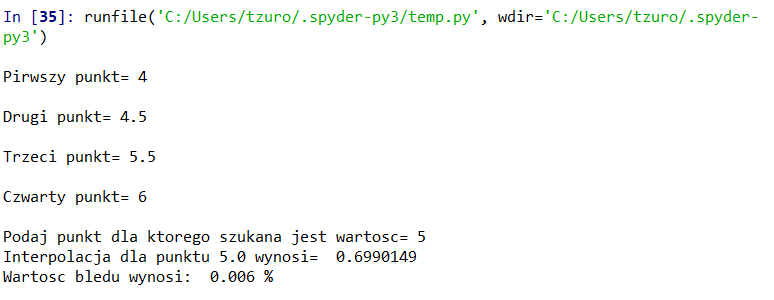 In [35]: runfile('C:/Users/tzuro/.spyder-py3/temp.py', wdir='C:/Users/tzuro/.spyder-
py3')
Pirwszy punkt= 4
Drugi punkt= 4.5
Trzeci punkt= 5.5
Czwarty punkt= 6
Podaj punkt dla ktorego szukana jest wartosc= 5
Interpolacja dla punktu 5.0 wynosi=  0.6990149
Wartosc bledu wynosi:  0.006 %